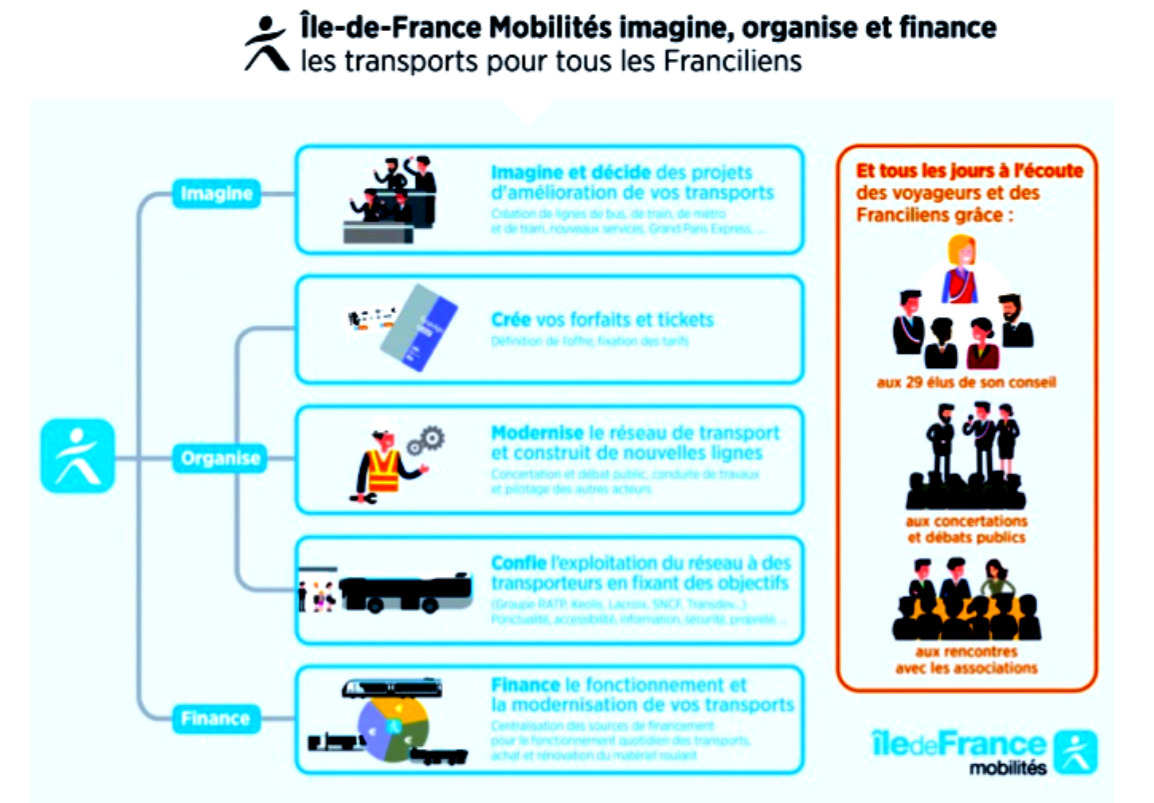 Île-de-France Mobilités imagine, organise et finance
les transports pour tous les Franciliens
Imagine
Imagine et décide des projets
d'amélioration de vos transports
Création de lignes de bus, de train, de métro
et de tram, nouveaux services, Grand Paris Express, ...
Organise
Crée vos forfaits et tickets
Définition de l'offre, fixation des tarifs
Modernise le réseau de transport
et construit de nouvelles lignes
Concertation et débat public, conduite de travaux
et pilotage des autres acteurs
Confie l'exploitation du réseau à des
transporteurs en fixant des objectifs
(Groupe RATP, Keolis, Lacroix, SNCF, Transdev...)
Ponctualité, accessibilité, information, sécurité, propreté, ...
Finance
Finance le fonctionnement et
la modernisation de vos transports
Centralisation des sources de financement
pour le fonctionnement quotidien des transports,
achat et rénovation du matériel roulant
Et tous les jours à l'écoute
des voyageurs et des
Franciliens grâce :
aux 29 élus de son conseil
aux concertations
et débats publics
aux rencontres
avec les associations
île de France
mobilités